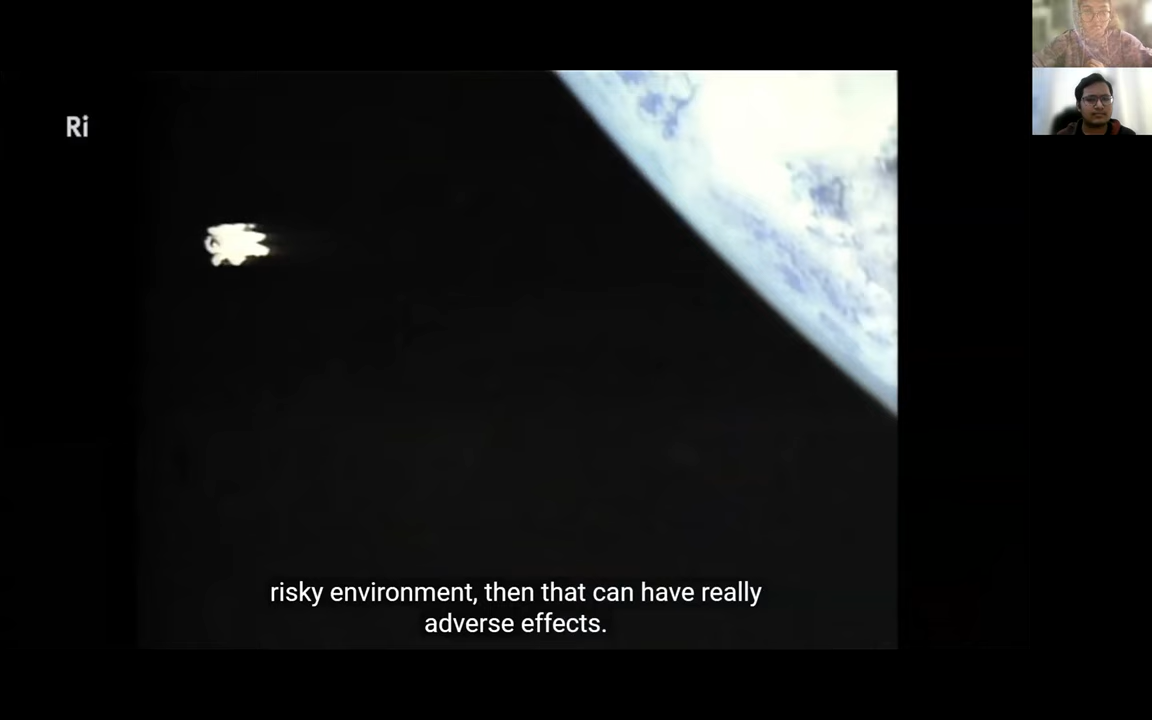 Ri
risky environment, then that can have really
adverse effects.